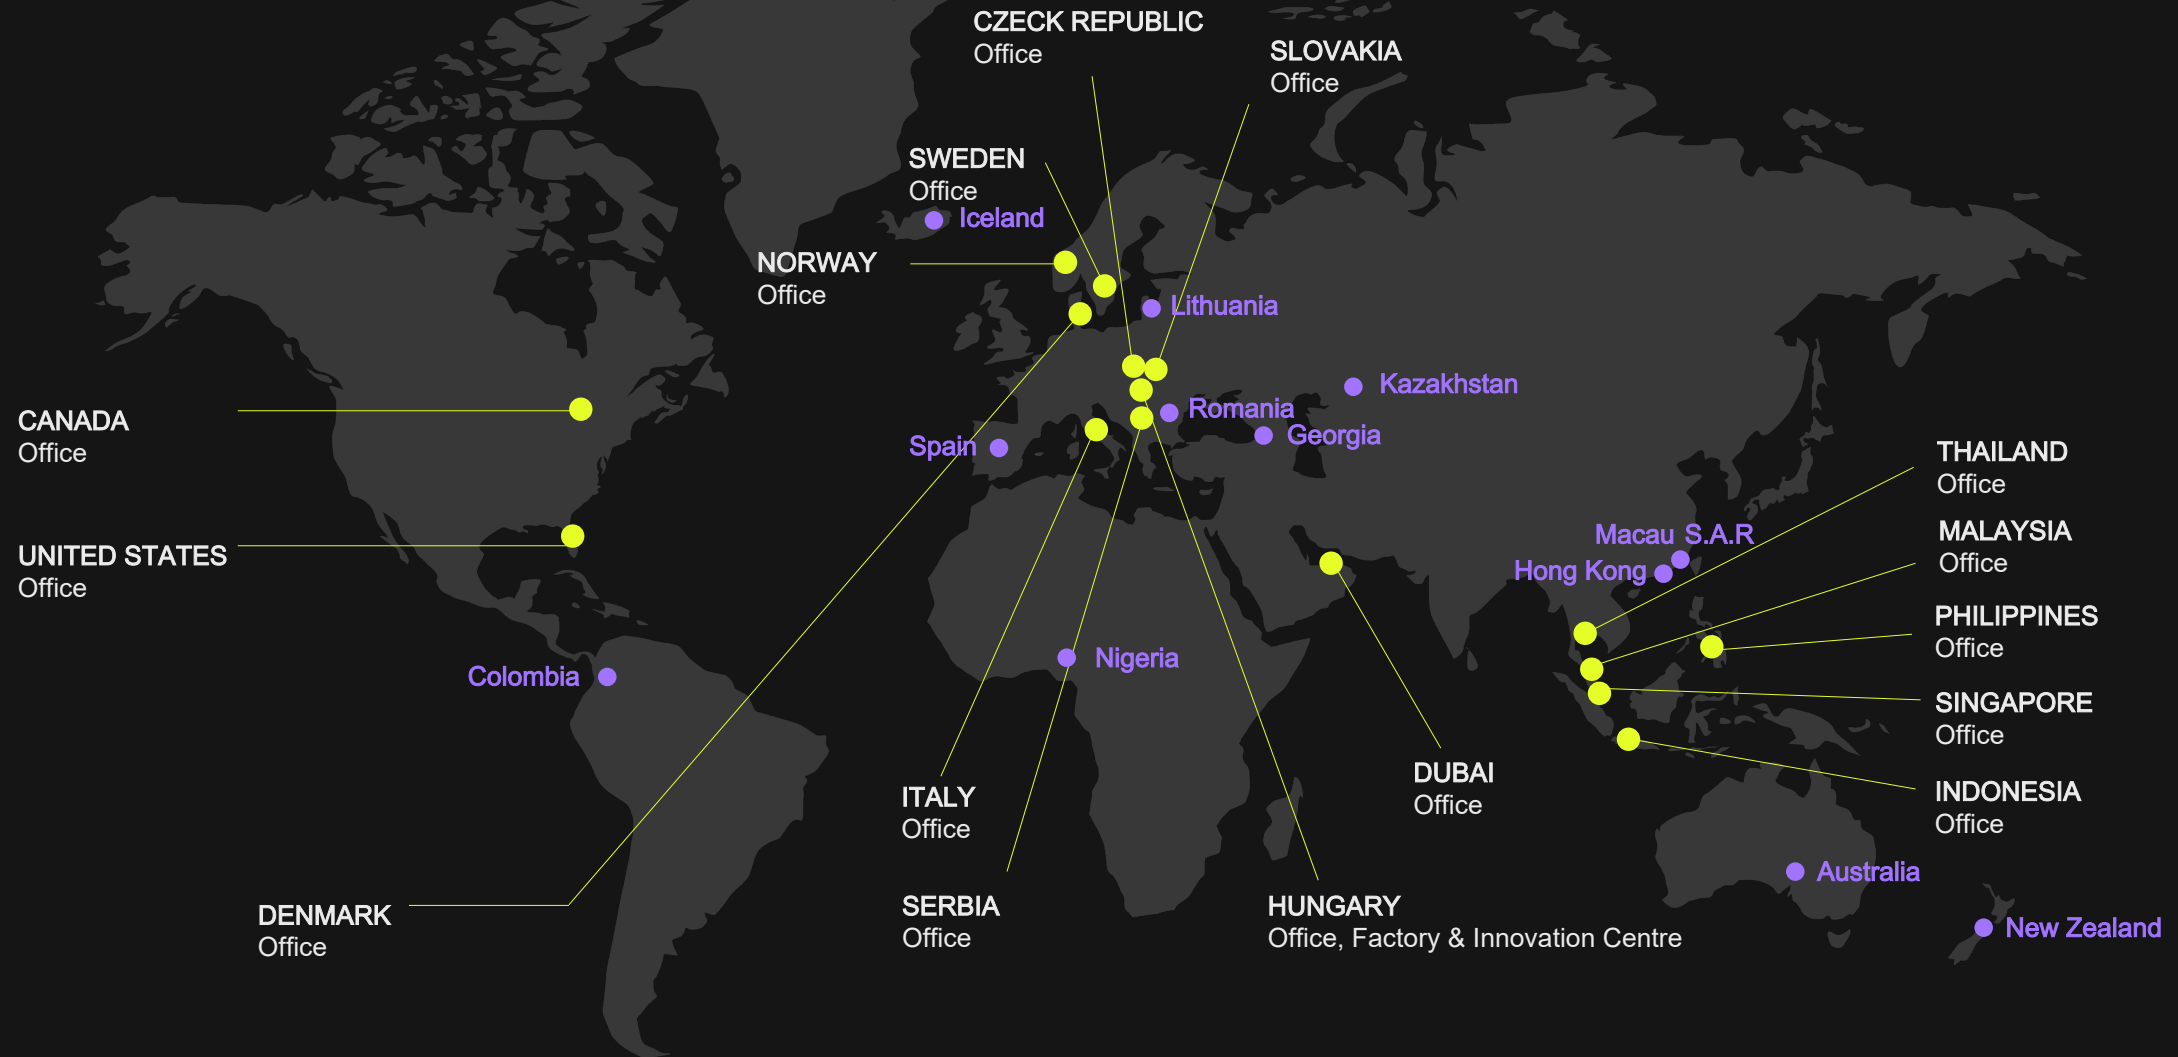 CZECK REPUBLIC
Office
SLOVAKIA
Office
SWEDEN
Office
Iceland
NORWAY
Office
Lithuania
Kazakhstan
Romania
Georgia
Spain
CANADA
Office
UNITED STATES
Office
THAILAND
Office
Macau S.A.R
Hong Kong
MALAYSIA
Office
PHILIPPINES
Office
Colombia
Nigeria
SINGAPORE
Office
DUBAI
Office
ITALY
Office
INDONESIA
Office
Australia
DENMARK
Office
SERBIA
Office
HUNGARY
Office, Factory & Innovation Centre
New Zealand